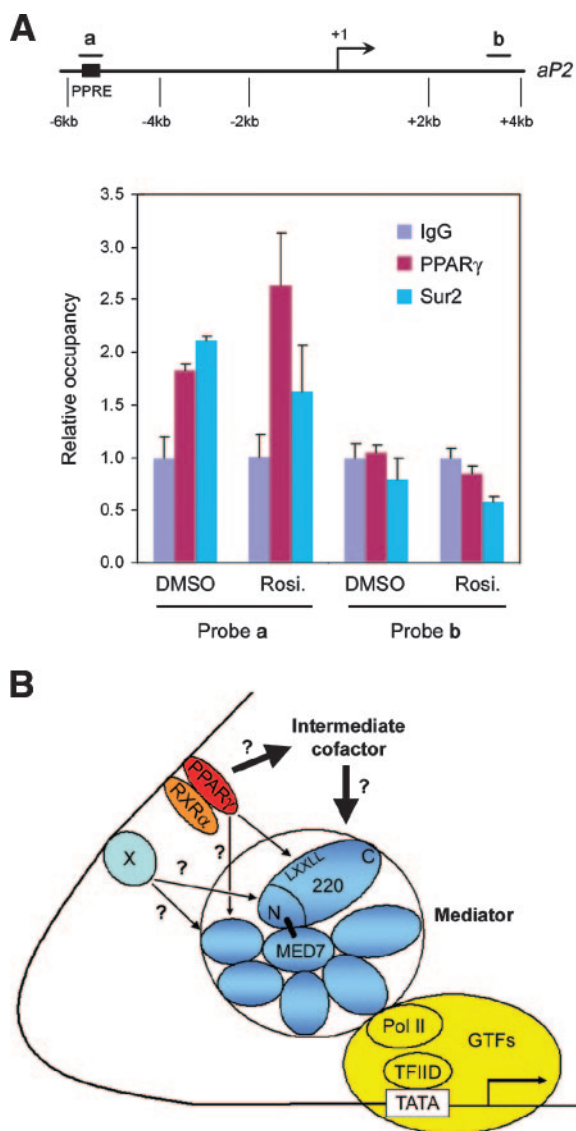 A
a
b
+1
aP2
PPRE
-6kb
-4kb
-2kb
+2kb
+4kb
3.5
3.0
2.5
2.0
1.5
1.0
0.5
0.0
Relative occupancy
IgG
PPARγ
Sur2
DMSO Rosi. DMSO Rosi.
Probe a Probe b
B
Intermediate
cofactor
?
?
PPARγ
RXRα
?
X
?
?
LXXLL
C
220
N
MED7
Mediator
Pol II
GTFs
TFIID
TATA